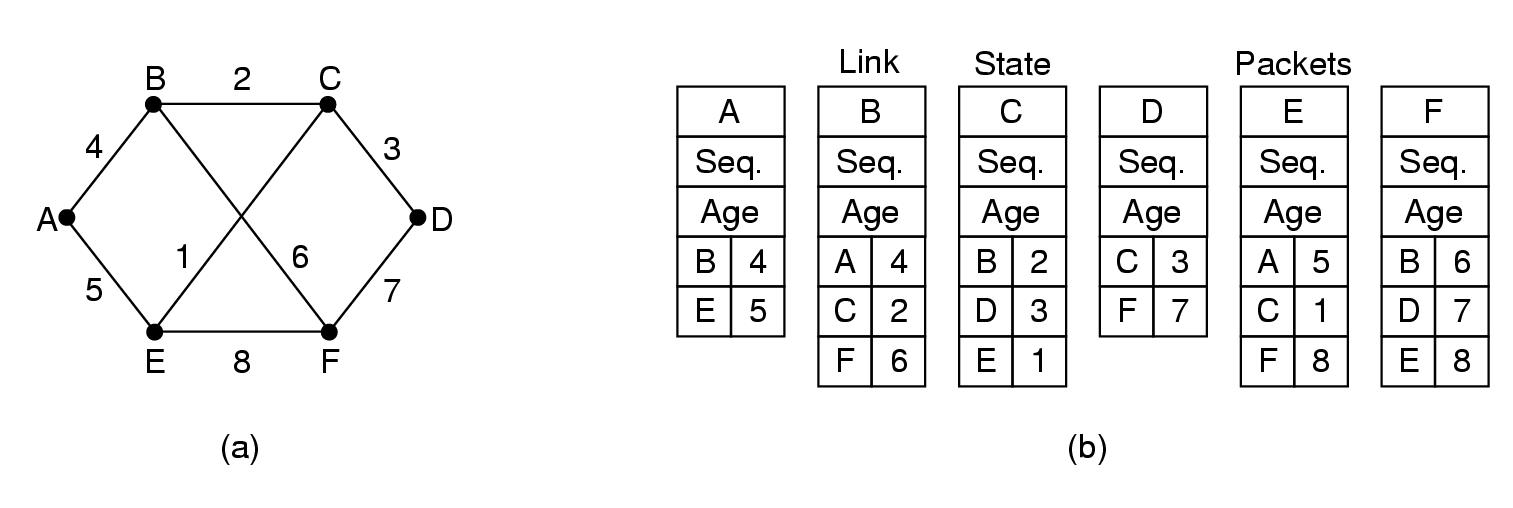 B 2 C
4 3
A D
1 6
5 7
E 8 F
(a)
Link State Packets
A B C D E F
Seq. Seq. Seq. Seq. Seq. Seq.
Age Age Age Age Age Age
B 4 A 4 B 2 C 3 A 5 B 6
E 5 C 2 D 3 F 7 C 1 D 7
F 6 E 1 F 8 E 8
(b)